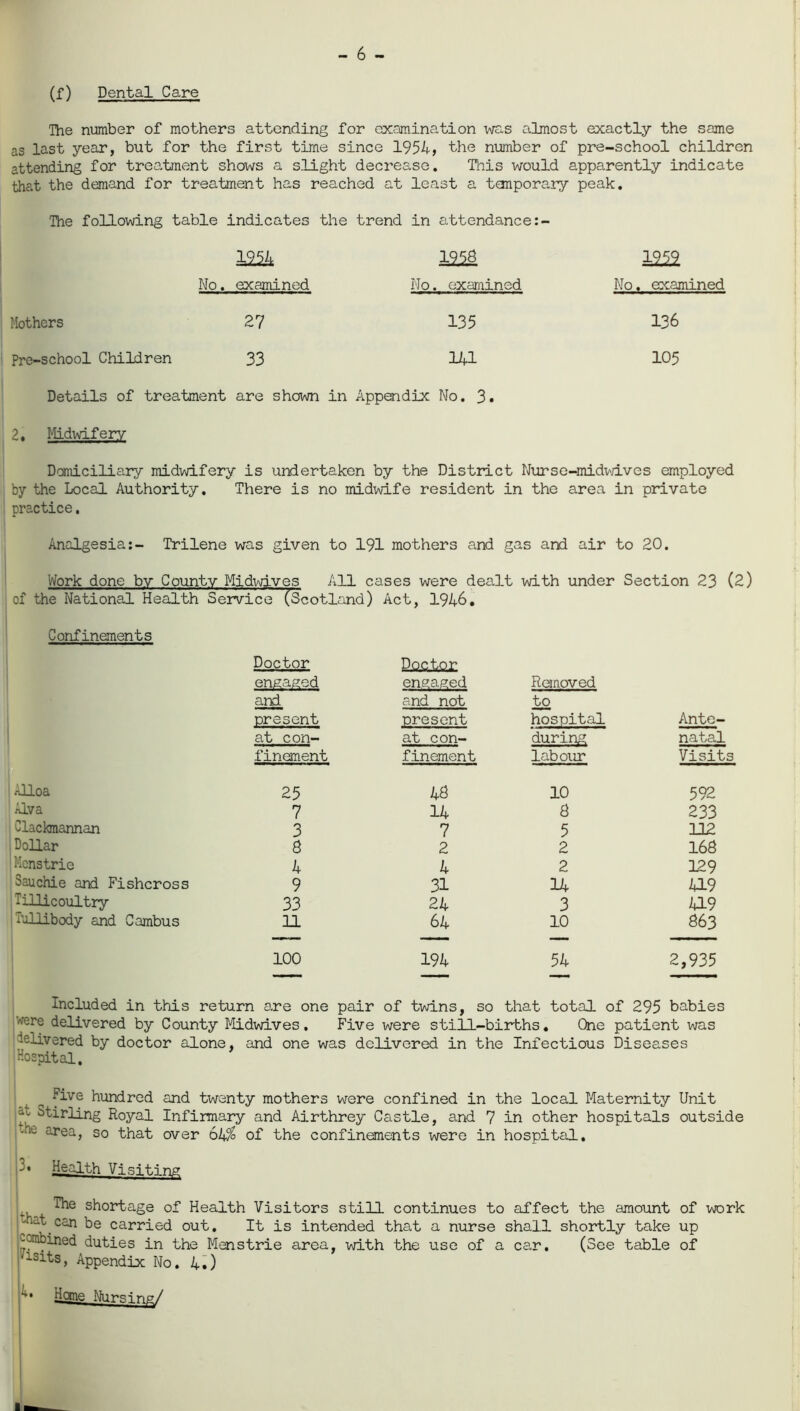 - 6 -
(f) Dental Care
The number of mothers attending for examination was almost exactly the same
as last year, but for the first time since 1954, the number of pre-school children
attending for treatment shows a slight decrease. This would apparently indicate
that the demand for treatment has reached at least a temporary peak.
The following table indicates the trend in attendance:-
1954 1958 1959
No. examined No. examined No. examined
Mothers 27 135 136
Pre-school Children 33 141 105
Details of treatment are shown in Appendix No. 3.
2. Midwifery
Domiciliary midwifery is undertaken by the District Nurse-midwives employed
by the Local Authority. There is no midwife resident in the area in private
practice.
Analgesia:- Trilene was given to 191 mothers and gas and air to 20.
Work done by County Midwives All cases were dealt with under Section 23 (2)
of the National Health Service (Scotland) Act, 1946.
Confinements
Doctor Doctor
engaged engaged Removed
and and not to
present present hospital Ante-
at con- at con- during natal
finement finement labour Visits
Alloa 25 48 10 592
Alva 7 14 8 233
Clackmannan 3 7 5 112
Dollar 8 2 2 168
Menstrie 4 4 2 129
Sauchie and Fishcross 9 31 14 419
Tillicoultry 33 24 3 419
Tullibody and Cambus 11 64 10 863
100 194 54 2,935
Included in this return are one pair of twins, so that total of 295 babies
were delivered by County Midwives. Five were still-births. One patient was
delivered by doctor alone, and one was delivered in the Infectious Diseases
Hospital.
Five hundred and twenty mothers were confined in the local Maternity Unit
at Stirling Royal Infirmary and Airthrey Castle, and 7 in other hospitals outside
the area, so that over 64% of the confinements were in hospital.
3. Health Visiting
The shortage of Health Visitors still continues to affect the amount of work
that can be carried out. It is intended that a nurse shall shortly take up
combined duties in the Menstrie area, with the use of a car. (See table of
Visits, Appendix No. 4.)
4. Home Nursing/